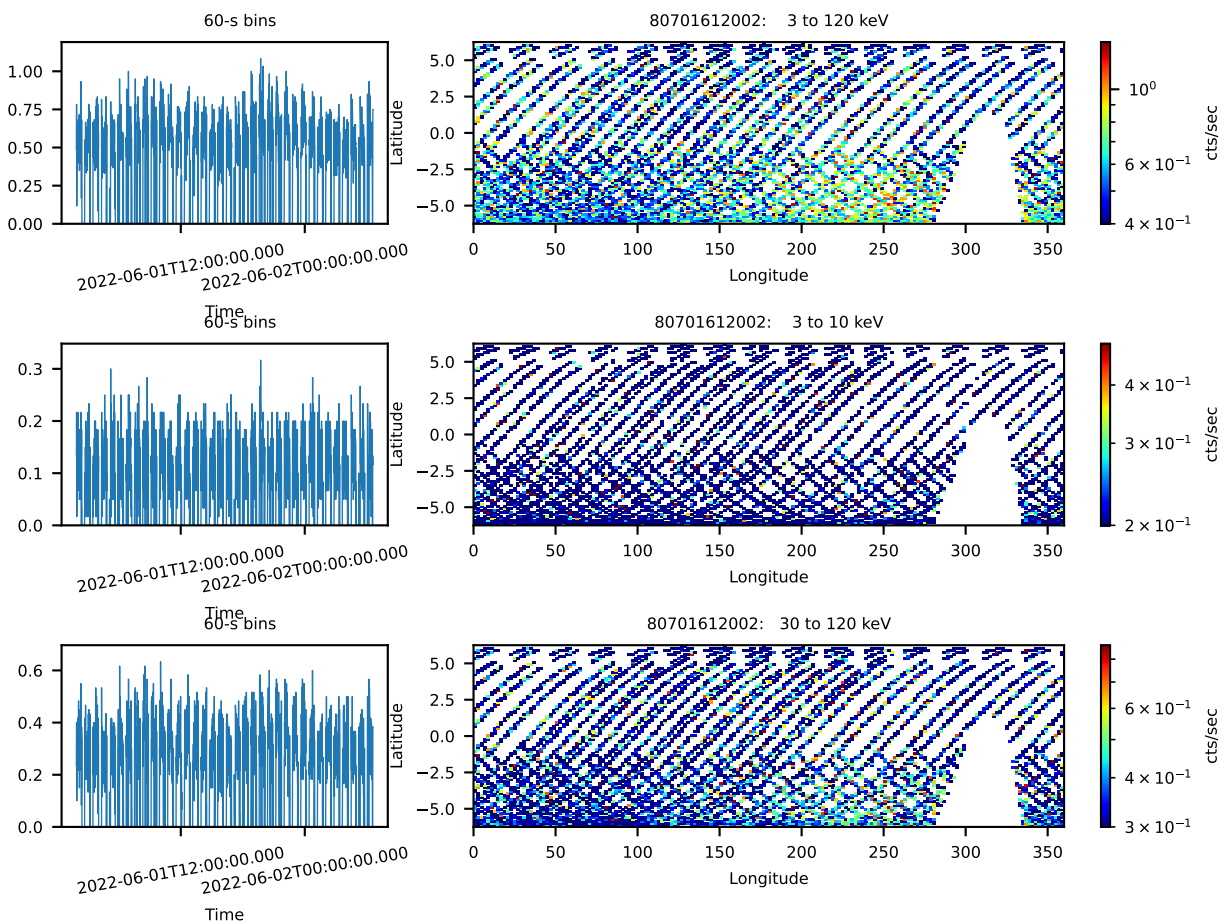 60-s bins
80701612002: 3 to 120 keV
1.00
0.75
0.50
0.25
0.00
Latitude
5.0
2.5
0.0
−2.5
−5.0
10⁰
6 × 10⁻¹
4 × 10⁻¹
cts/sec
2022-06-01T12:00:00.000
2022-06-02T00:00:00.000
Time
0 50 100 150 200 250 300 350
Longitude
60-s bins
80701612002: 3 to 10 keV
0.3
0.2
0.1
0.0
Latitude
5.0
2.5
0.0
−2.5
−5.0
4 × 10⁻¹
3 × 10⁻¹
2 × 10⁻¹
cts/sec
2022-06-01T12:00:00.000
2022-06-02T00:00:00.000
Time
0 50 100 150 200 250 300 350
Longitude
60-s bins
80701612002: 30 to 120 keV
0.6
0.4
0.2
0.0
Latitude
5.0
2.5
0.0
−2.5
−5.0
6 × 10⁻¹
4 × 10⁻¹
3 × 10⁻¹
cts/sec
2022-06-01T12:00:00.000
2022-06-02T00:00:00.000
Time
0 50 100 150 200 250 300 350
Longitude